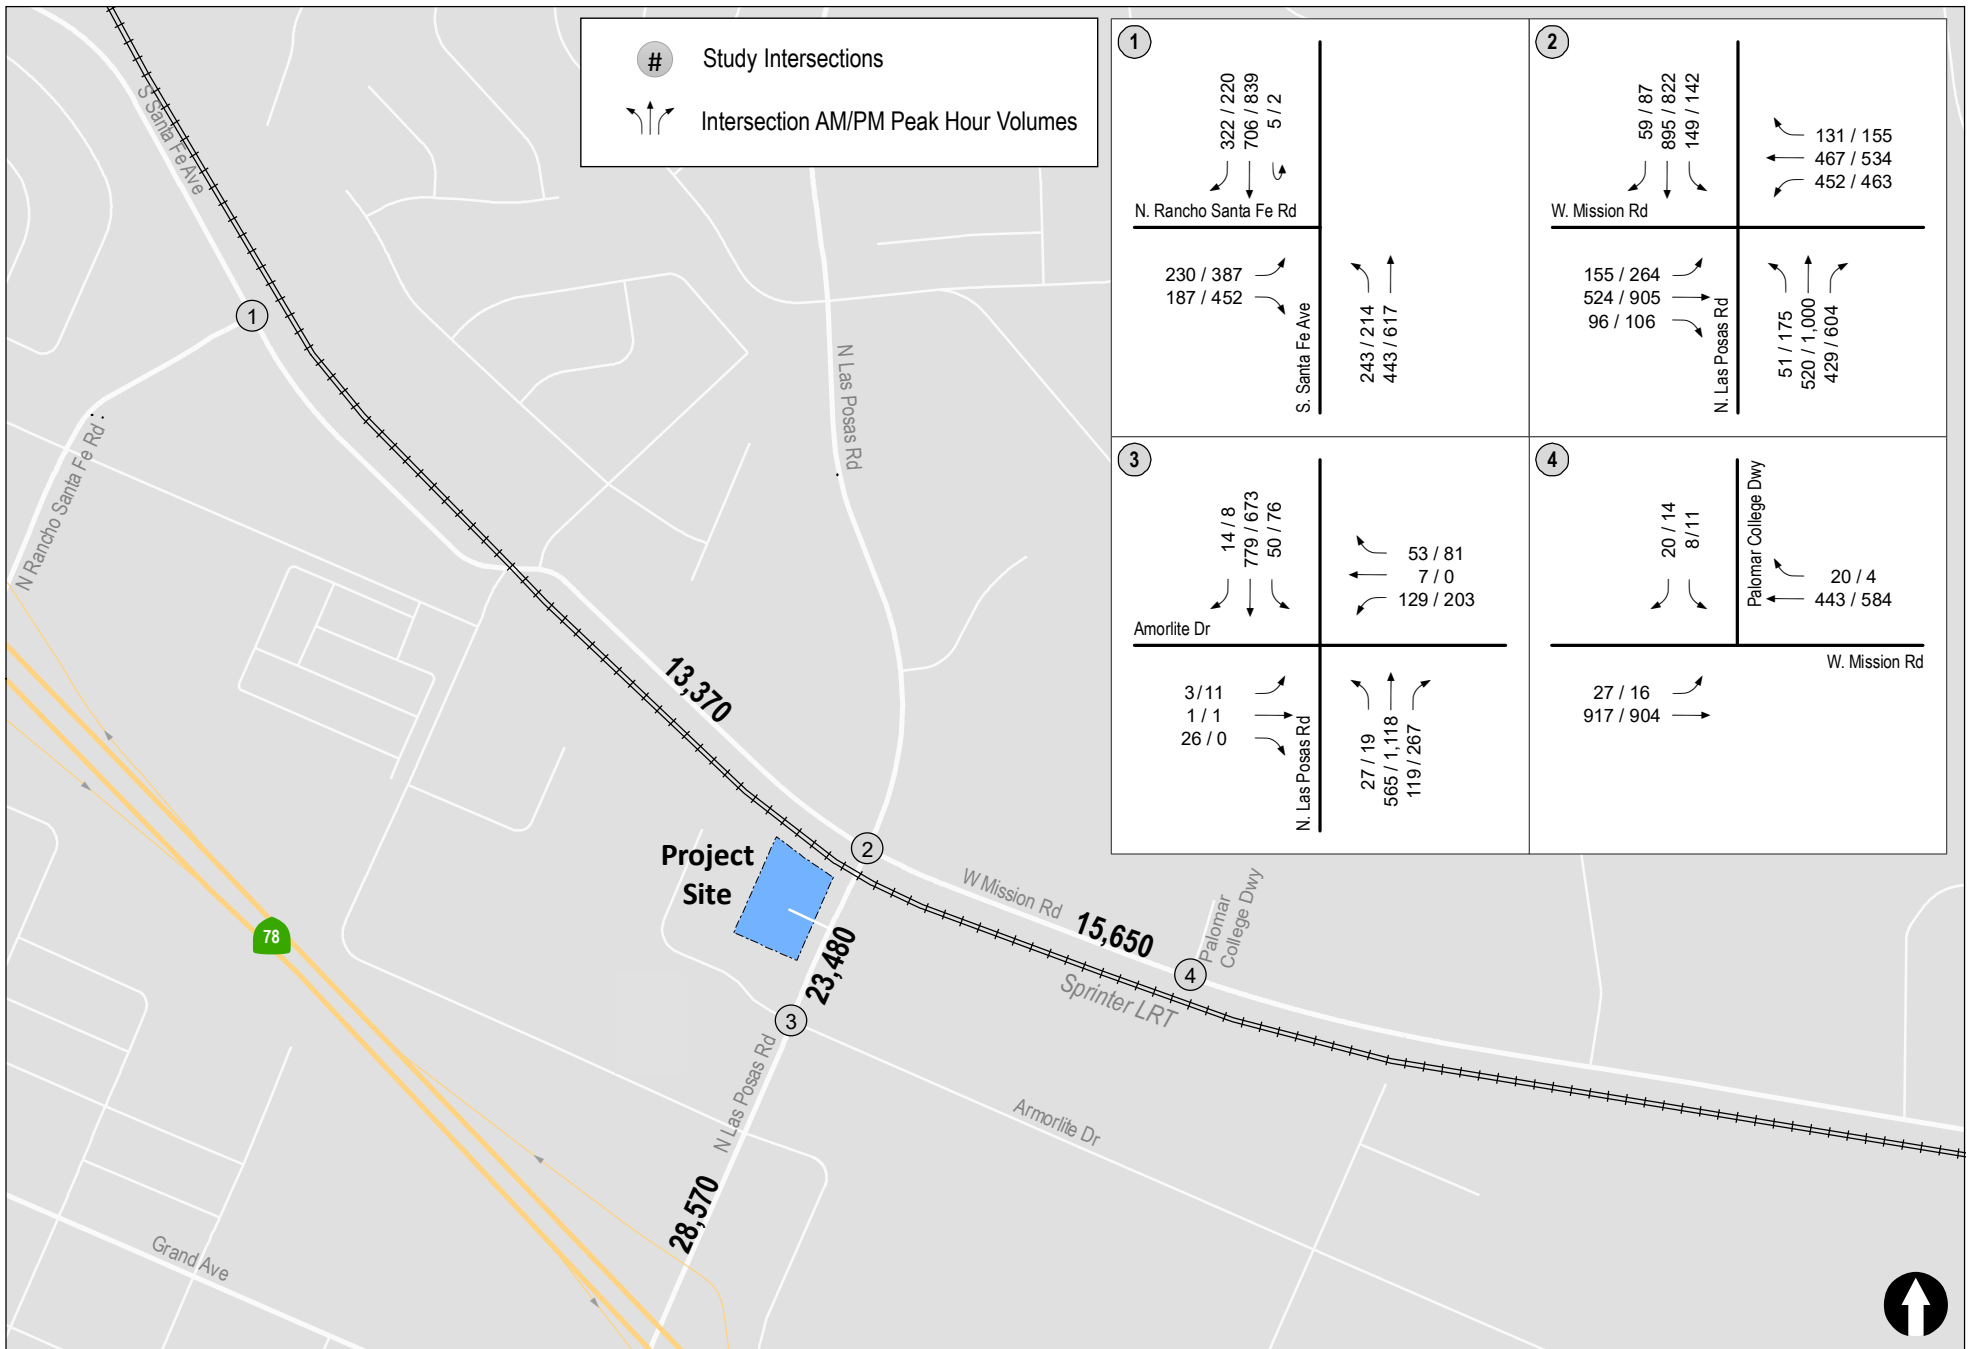 # Study Intersections
Intersection AM/PM Peak Hour Volumes
1
322 / 220
706 / 839
5 / 2
N. Rancho Santa Fe Rd
230 / 387
187 / 452
S. Santa Fe Ave
243 / 214
443 / 617
2
59 / 87
895 / 822
149 / 142
131 / 155
467 / 534
452 / 463
W. Mission Rd
155 / 264
524 / 905
96 / 106
N. Las Posas Rd
51 / 175
520 / 1,000
429 / 604
3
14 / 8
779 / 673
50 / 76
53 / 81
7 / 0
129 / 203
Amorlite Dr
3 / 11
1 / 1
26 / 0
N. Las Posas Rd
27 / 19
565 / 1,118
119 / 267
4
20 / 14
8 / 11
Palomar College Dwy
20 / 4
443 / 584
W. Mission Rd
27 / 16
917 / 904
S Santa Fe Ave
1
N Rancho Santa Fe Rd
N Las Posas Rd
13,370
Project
Site
2
W Mission Rd
15,650
Palomar
College Dwy
4
Sprinter LRT
23,480
3
78
N Las Posas Rd
Armorlite Dr
28,570
Grand Ave